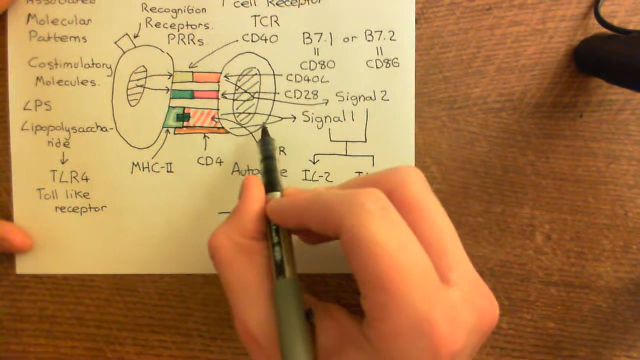 Associated
Molecular
Patterns
Recognition
Receptors.
PRRs.
T cell Receptor
TCR
CD40
B7.1 or B7.2
=
=
CD80
CD86
Costimulatory
Molecules.
CD40L
CD28
Signal 2
Signal 1
LPS
Lipopolysaccha-
ride
↓
TLR4
Toll like
receptor
MHC-II
CD4
IL-2